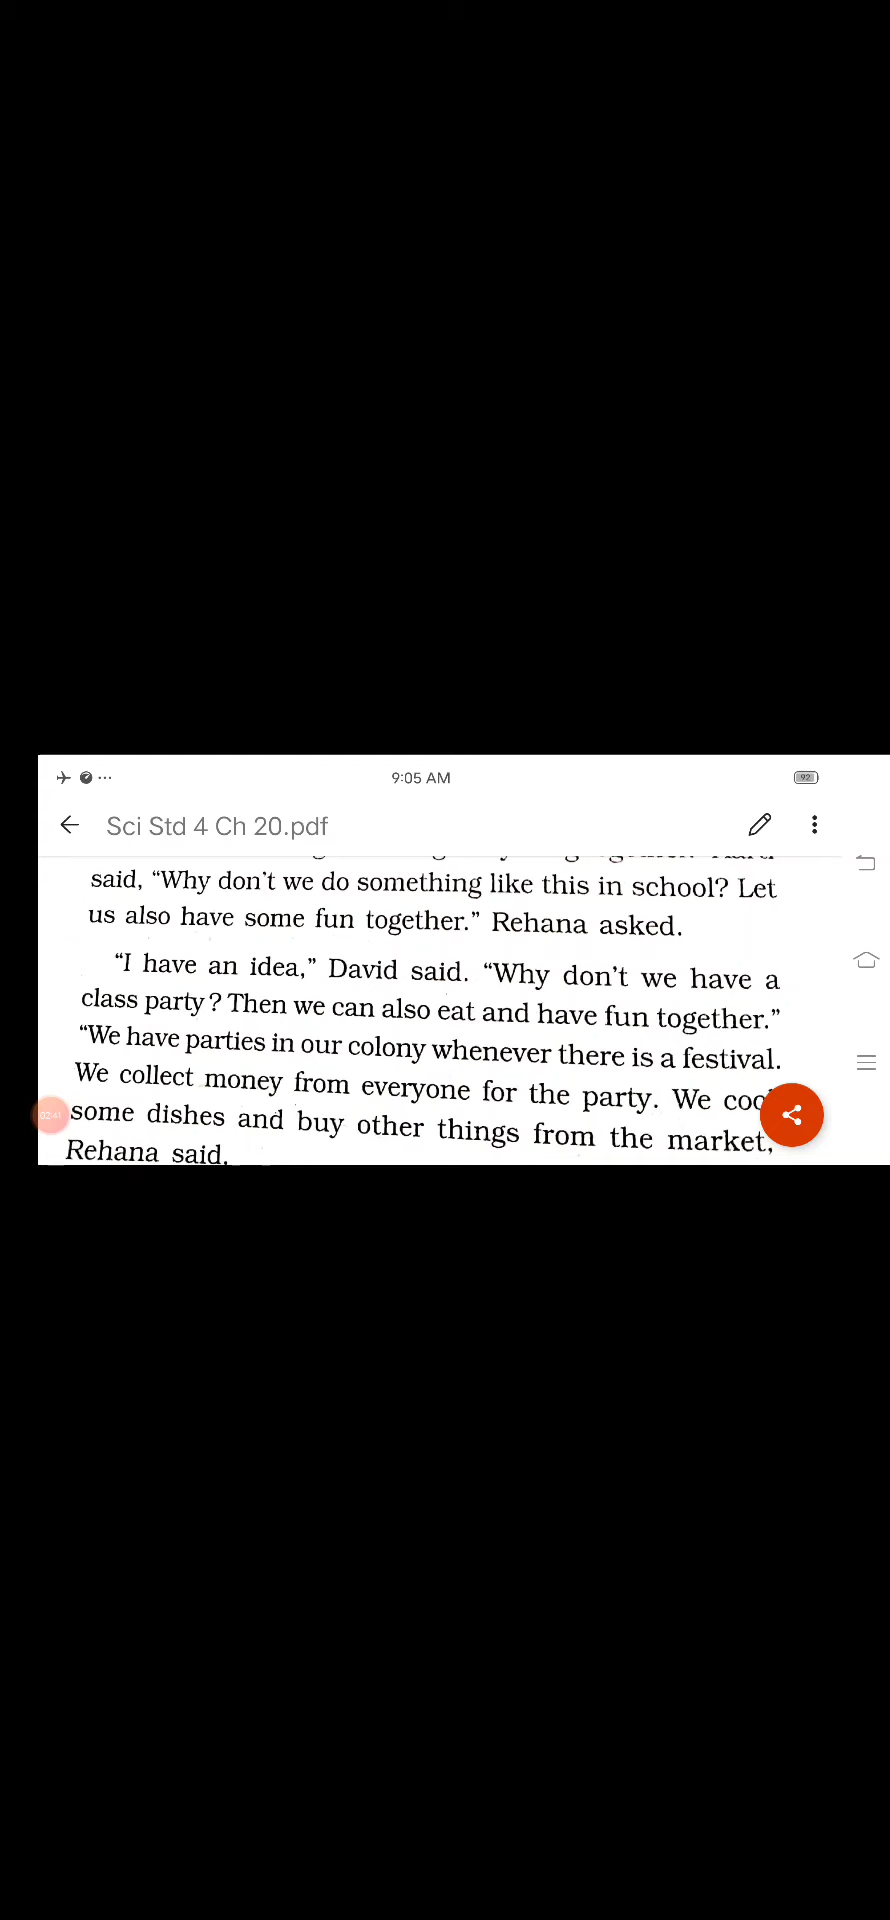 9:05 AM
92
Sci Std 4 Ch 20.pdf
said, “Why don't we do something like this in school? Let
us also have some fun together.” Rehana asked.
“I have an idea,” David said. “Why don't we have a
class party? Then we can also eat and have fun together.”
“We have parties in our colony whenever there is a festival.
We collect money from everyone for the party. We
02:41
some dishes and buy other things from the market,
Rehana said.